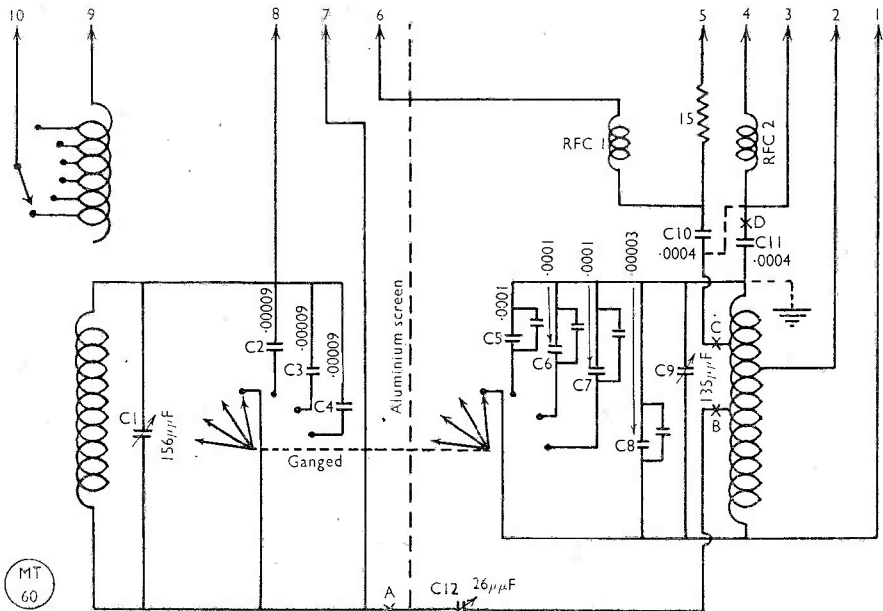 10 9 8 7 6 5 4 3 2 1
RFC 1
15
RFC 2
C10
·0004
D
C11
·0004
C2
·00009
C3
·00009
·00009
C4
C1
156μμF
Ganged
Aluminium screen
·0001
C5
·0001
C6
·0001
C7
·00003
C8
C9
135μμF
C
B
MT
60
A
C12
26μμF